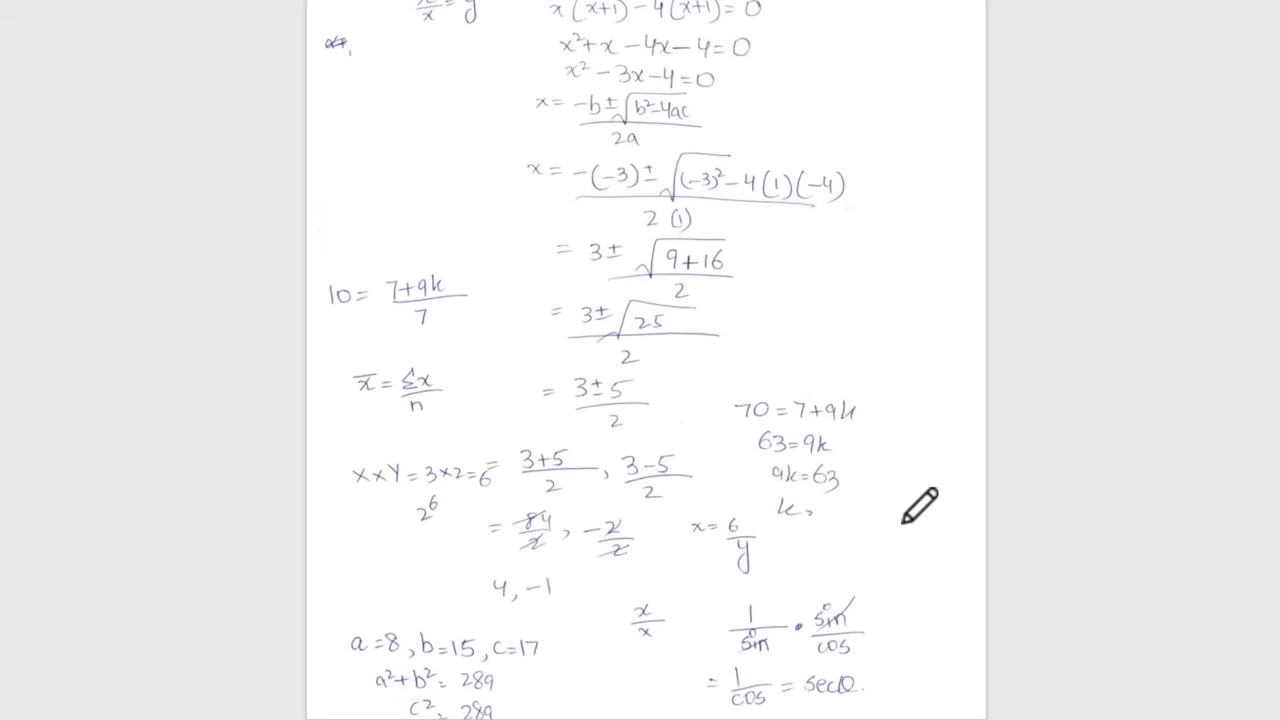 x/x = y
x(x+1) - 4(x+1) = 0
x² + x - 4x - 4 = 0
x² - 3x - 4 = 0
x = -b ± √b² - 4ac / 2a
x = -(-3) ± √(-3)² - 4(1)(-4) / 2(1)
= 3 ± √9+16 / 2
10 = 7+9k / 7
= 3 ± √25 / 2
x̄ = Σx / n
= 3 ± 5 / 2
70 = 7+9k
63 = 9k
9k = 63
k =
x × y = 3×2 = 6
2⁶
= 3+5 / 2 , 3-5 / 2
= 84 / 2 , -2 / 2
x = 6 / y
4, -1
x / x
1 / sin · sin / cos
= 1 / cos = secθ.
a = 8, b = 15, c = 17
a² + b² = 289
c² = 289